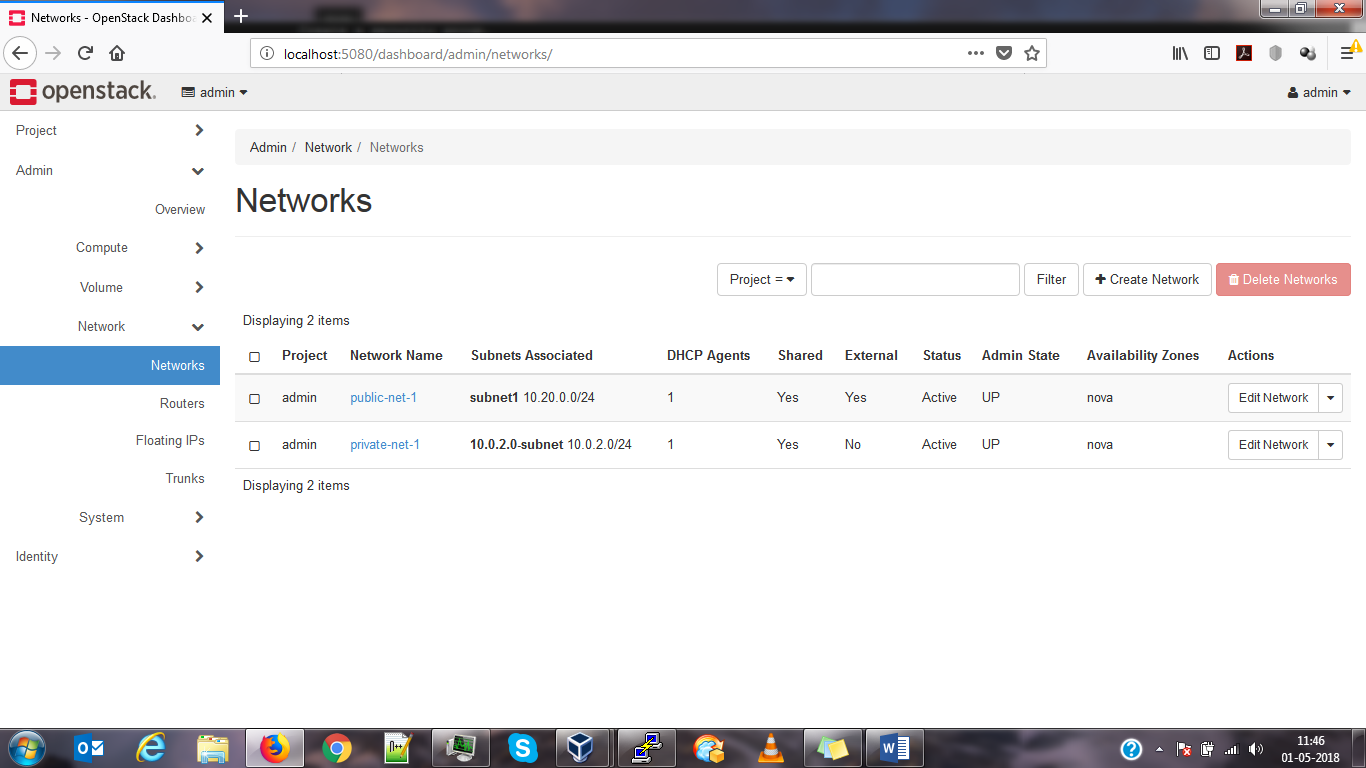 Networks - OpenStack Dashbo
localhost:5080/dashboard/admin/networks/
openstack. admin admin
Project
Admin
Overview
Compute
Volume
Network
Networks
Routers
Floating IPs
Trunks
System
Identity
Admin / Network / Networks
Networks
Project = Filter Create Network Delete Networks
Displaying 2 items
Project Network Name Subnets Associated DHCP Agents Shared External Status Admin State Availability Zones Actions
admin public-net-1 subnet1 10.20.0.0/24 1 Yes Yes Active UP nova Edit Network
admin private-net-1 10.0.2.0-subnet 10.0.2.0/24 1 Yes No Active UP nova Edit Network
Displaying 2 items
11:46
01-05-2018